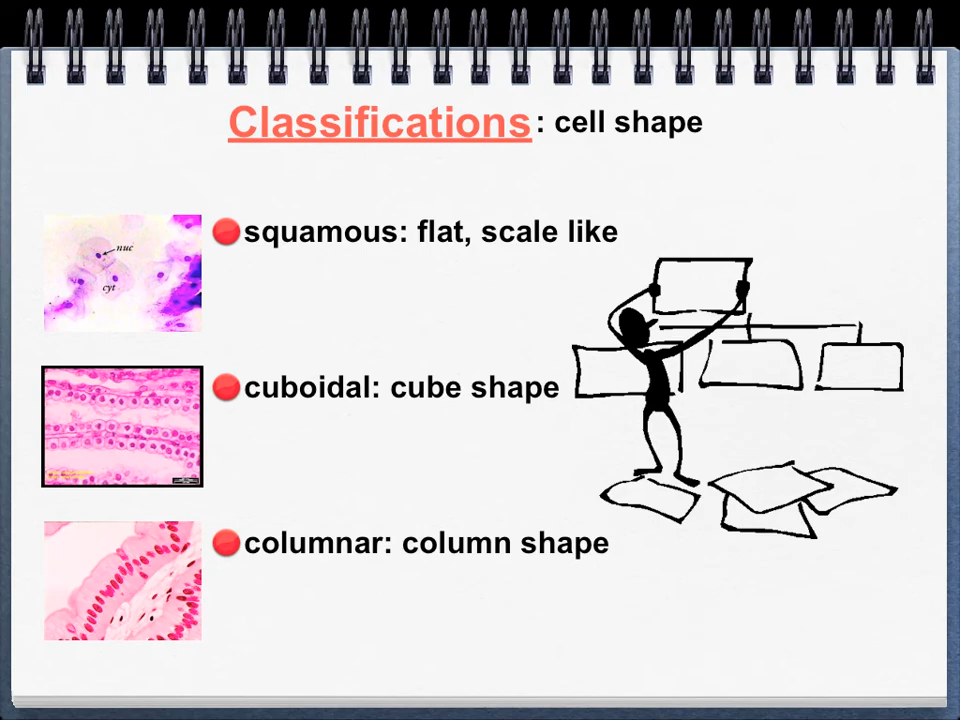 Classifications : cell shape
squamous: flat, scale like
nuc
cyt
cuboidal: cube shape
columnar: column shape